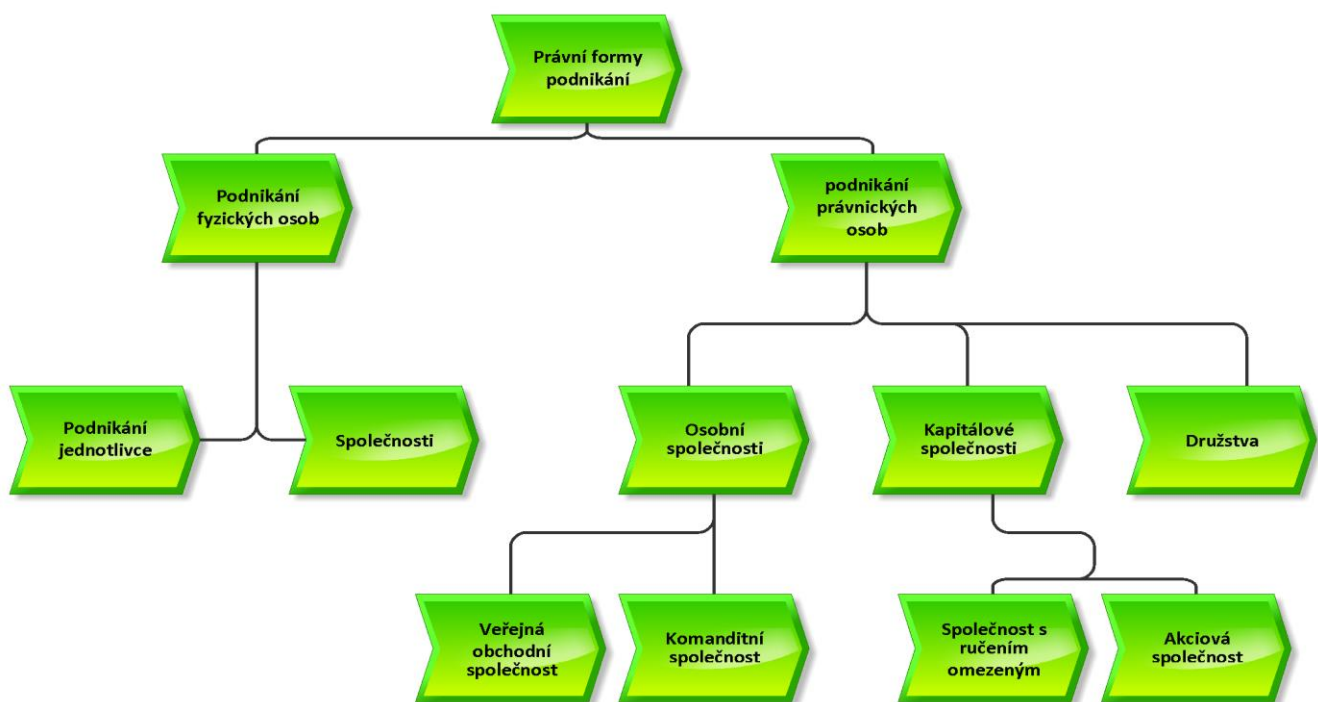 Právní formy
podnikání
Podnikání
fyzických osob
podnikání
právnických
osob
Podnikání
jednotlivce
Společnosti
Osobní
společnosti
Kapitálové
společnosti
Družstva
Veřejná
obchodní
společnost
Komanditní
společnost
Společnost s
ručením
omezeným
Akciová
společnost